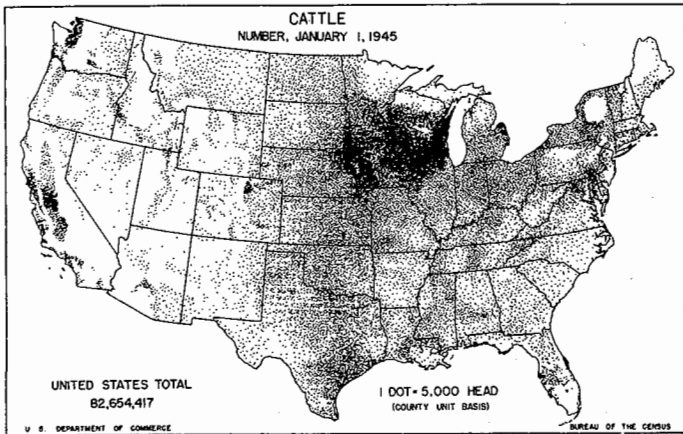 CATTLE
NUMBER, JANUARY 1, 1945
UNITED STATES TOTAL
82,654,417
1 DOT = 5,000 HEAD
(COUNTY UNIT BASIS)
U. S. DEPARTMENT OF COMMERCE
BUREAU OF THE CENSUS